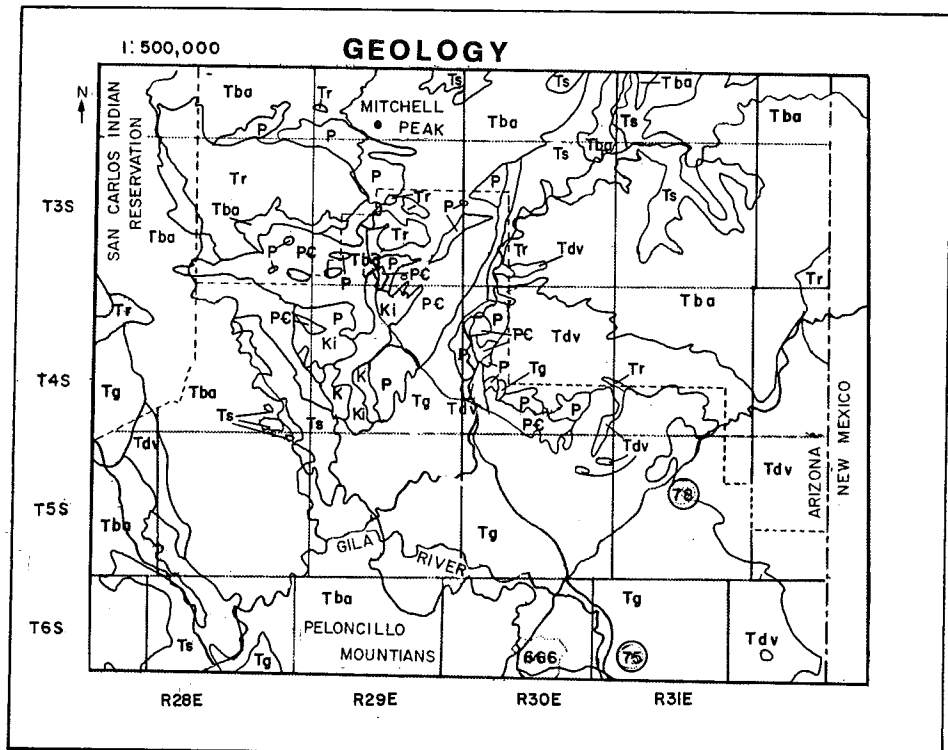 1:500,000
GEOLOGY
N
SAN CARLOS INDIAN
RESERVATION
MITCHELL
PEAK
Tba
Tr
Ts
Tba
Ts
Ts
Tba
Tba
Ts
P
P
P
P
T3S
Tr
Tba
Tba
Tr
Tr
P
Ts
P
PC
P
Tba
P
PC
Tr
Tdv
Tba
Tr
Tr
PC
P
Ki
PC
P
PC
Tdv
Ki
P
T4S
Tg
Tba
K
K
Ki
P
Tg
P
Tg
Tr
P
P
PC
Ts
Ts
Tdv
Tdv
Tdv
Tdv
78
ARIZONA
NEW MEXICO
T5S
Tba
Tg
GILA
RIVER
T6S
Tba
Tg
PELONCILLO
MOUNTIANS
Ts
Tg
666
75
Tdv
R28E
R29E
R30E
R31E